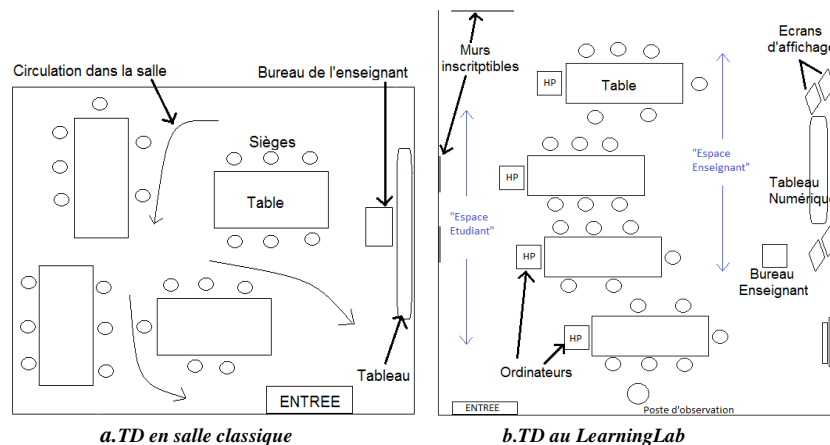 Circulation dans la salle
Bureau de l'enseignant
Sièges
Table
Tableau
ENTREE
a.TD en salle classique
Murs
inscritptibles
Ecrans
d'affichage
HP
Table
"Espace
Enseignant"
HP
Tableau
Numérique
"Espace
Etudiant"
HP
Bureau
Enseignant
HP
Ordinateurs
ENTREE
Poste d'observation
b.TD au LearningLab